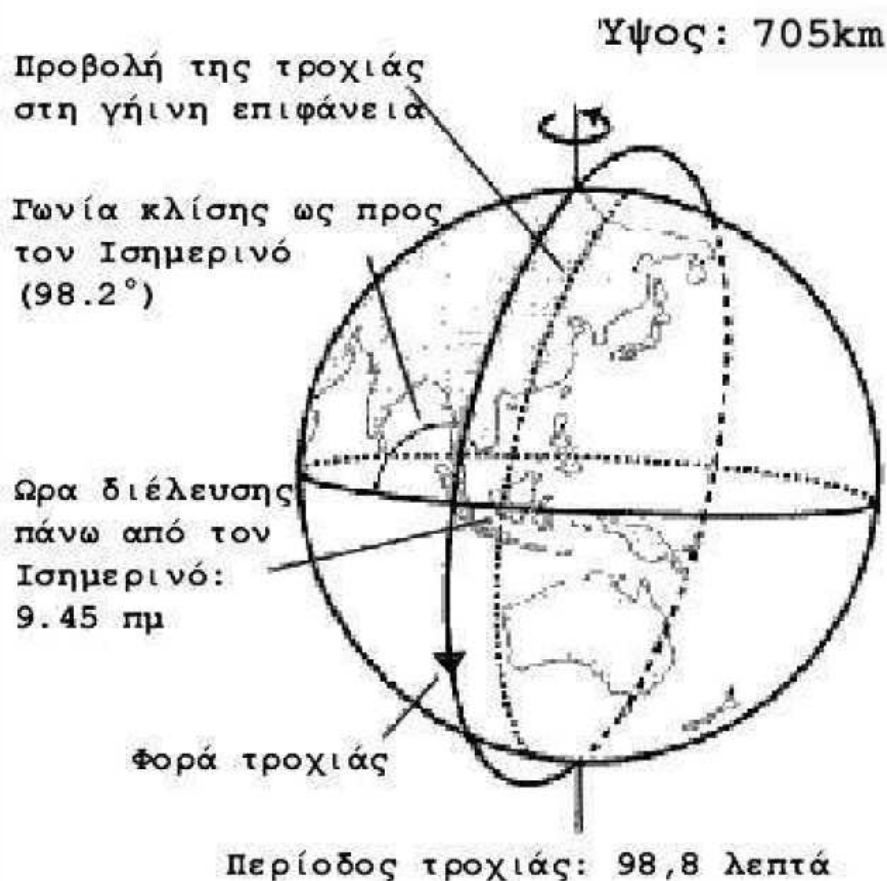 Ύψος: 705km
Προβολή της τροχιάς
στη γήινη επιφάνεια
Γωνία κλίσης ως προς
τον Ισημερινό
(98.2°)
Ωρα διέλευσης
πάνω από τον
Ισημερινό:
9.45 πμ
Φορά τροχιάς
Περίοδος τροχιάς: 98,8 λεπτά